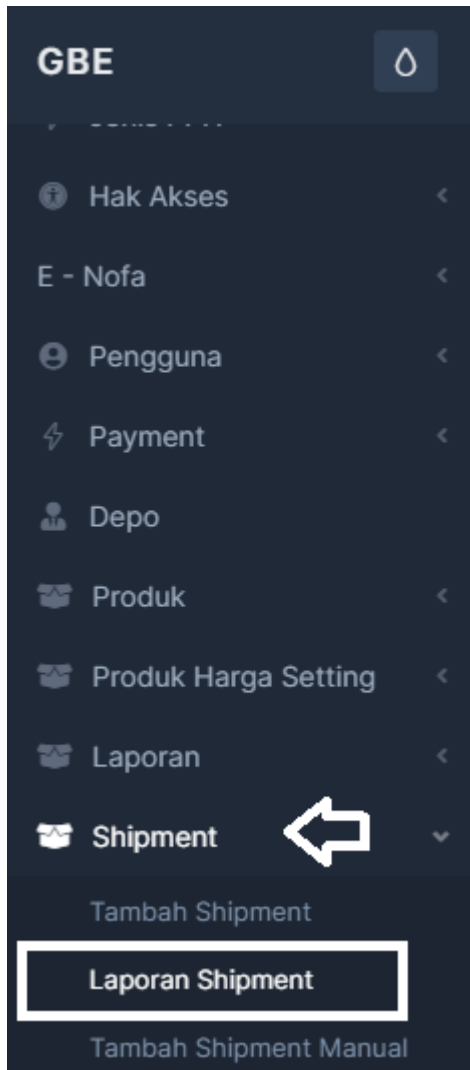 GBE
Hak Akses
E - Nofa
Pengguna
Payment
Depo
Produk
Produk Harga Setting
Laporan
Shipment
Tambah Shipment
Laporan Shipment
Tambah Shipment Manual